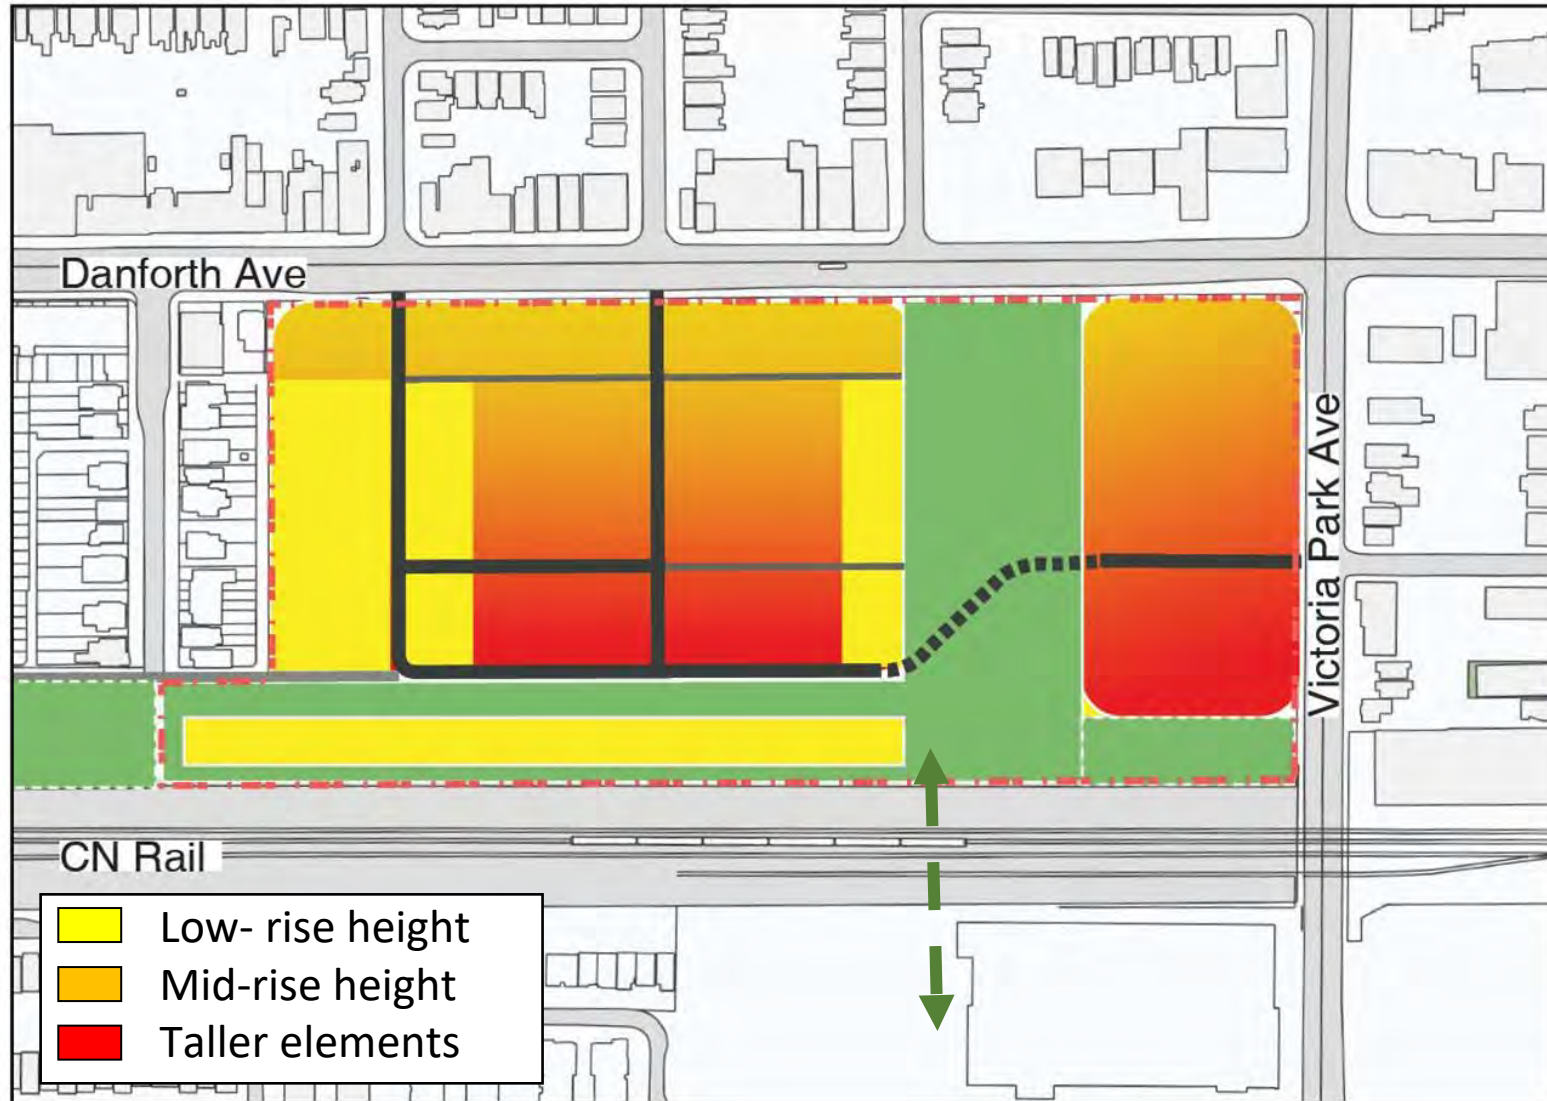 Danforth Ave
Victoria Park Ave
CN Rail
Low- rise height
Mid-rise height
Taller elements